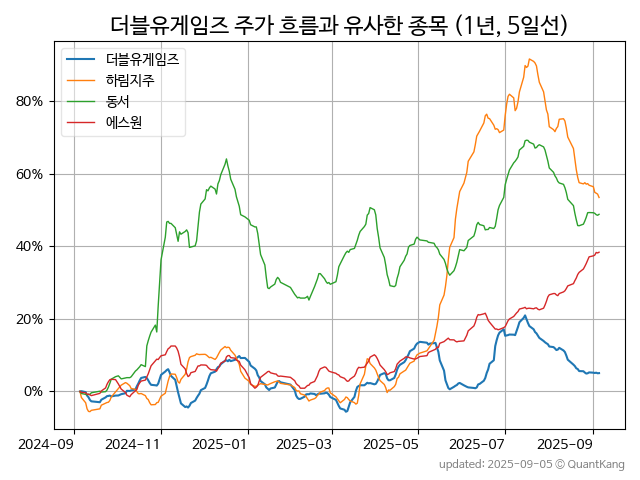 더블유게임즈 주가 흐름과 유사한 종목 (1년, 5일선)
더블유게임즈
하림지주
동서
에스원
80%
60%
40%
20%
0%
2024-09 2024-11 2025-01 2025-03 2025-05 2025-07 2025-09
updated: 2025-09-05 © QuantKang